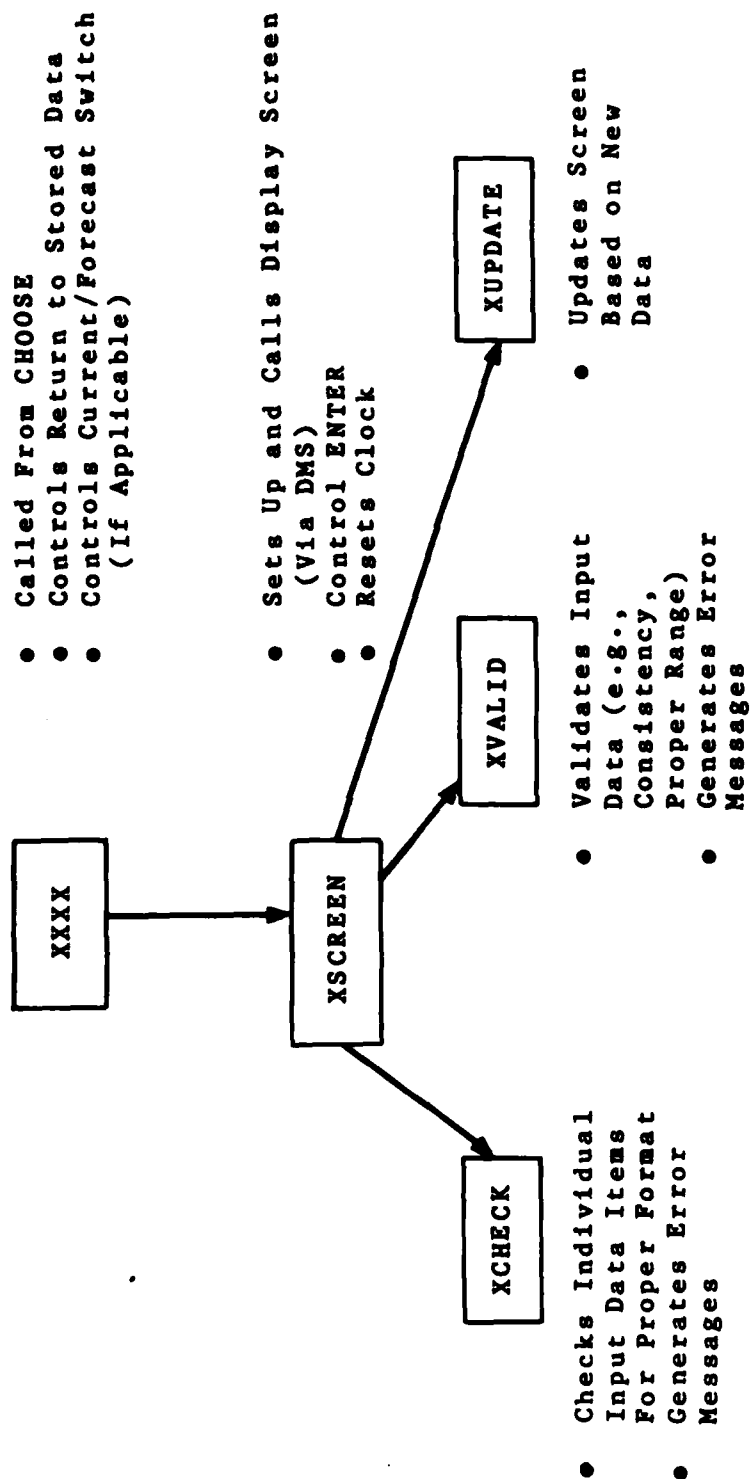 XXXX
● Called From CHOOSE
● Controls Return to Stored Data
● Controls Current/Forecast Switch
(If Applicable)
XSCREEN
● Sets Up and Calls Display Screen
(Via DMS)
● Control ENTER
● Resets Clock
XCHECK
● Checks Individual
Input Data Items
For Proper Format
● Generates Error
Messages
XVALID
● Validates Input
Data (e.g.,
Consistency,
Proper Range)
● Generates Error
Messages
XUPDATE
● Updates Screen
Based on New
Data